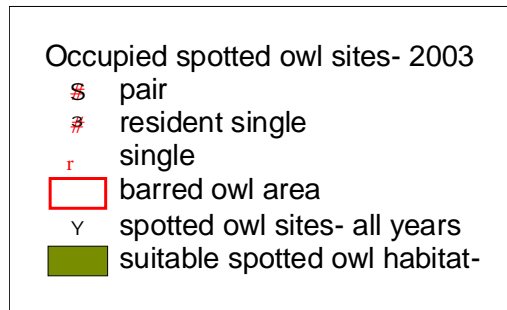 Occupied spotted owl sites- 2003
S# pair
3# resident single
r single
barred owl area
Y spotted owl sites- all years
suitable spotted owl habitat-